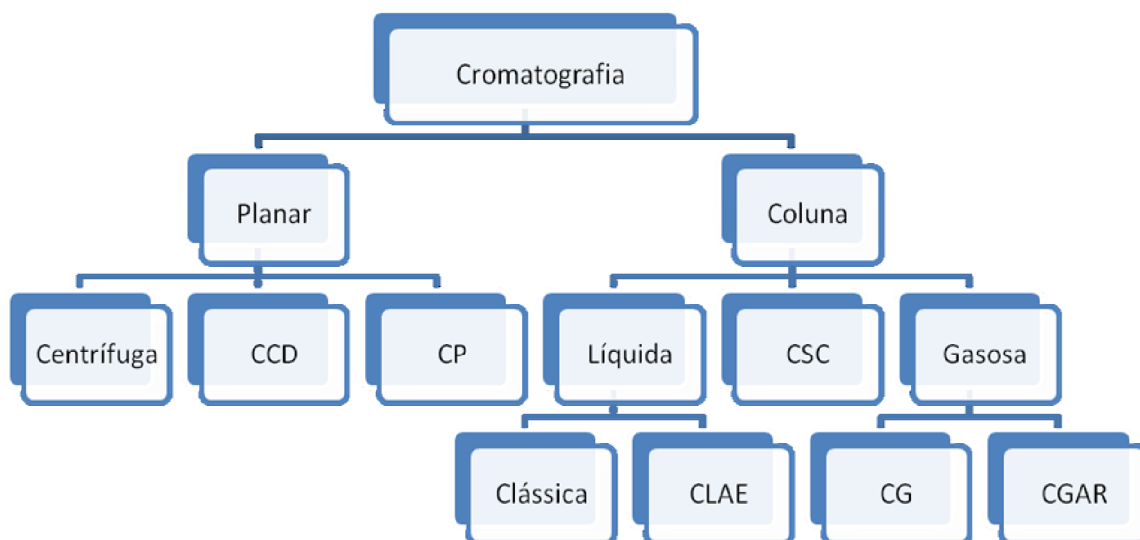 Cromatografia
Planar
Coluna
Centrífuga
CCD
CP
Líquida
CSC
Gasosa
Clássica
CLAE
CG
CGAR